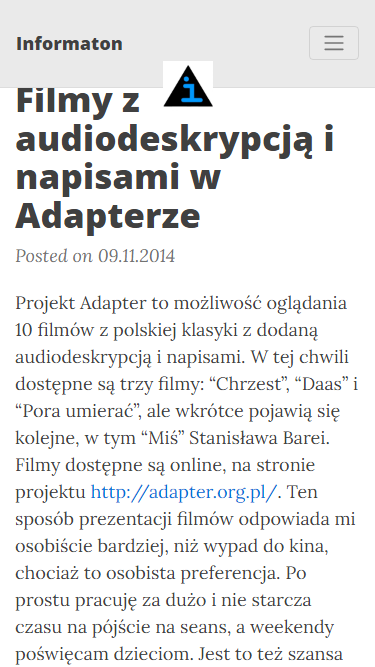 Informaton
Filmy z
audiodeskrypcją i
napisami w
Adapterze
Posted on 09.11.2014
Projekt Adapter to możliwość oglądania
10 filmów z polskiej klasyki z dodaną
audiodeskrypcją i napisami. W tej chwili
dostępne są trzy filmy: “Chrzest”, “Daas” i
“Pora umierać”, ale wkrótce pojawią się
kolejne, w tym “Miś” Stanisława Barei.
Filmy dostępne są online, na stronie
projektu http://adapter.org.pl/. Ten
sposób prezentacji filmów odpowiada mi
osobiście bardziej, niż wypad do kina,
chociaż to osobista preferencja. Po
prostu pracuję za dużo i nie starcza
czasu na pójście na seans, a weekendy
poświęcam dzieciom. Jest to też szansa